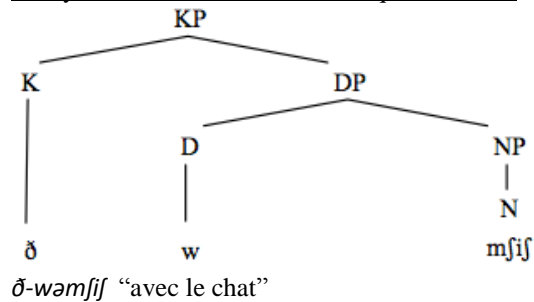 KP
K DP
D NP
N
ð w mʃiʃ
ð-wəmʃiʃ “avec le chat”